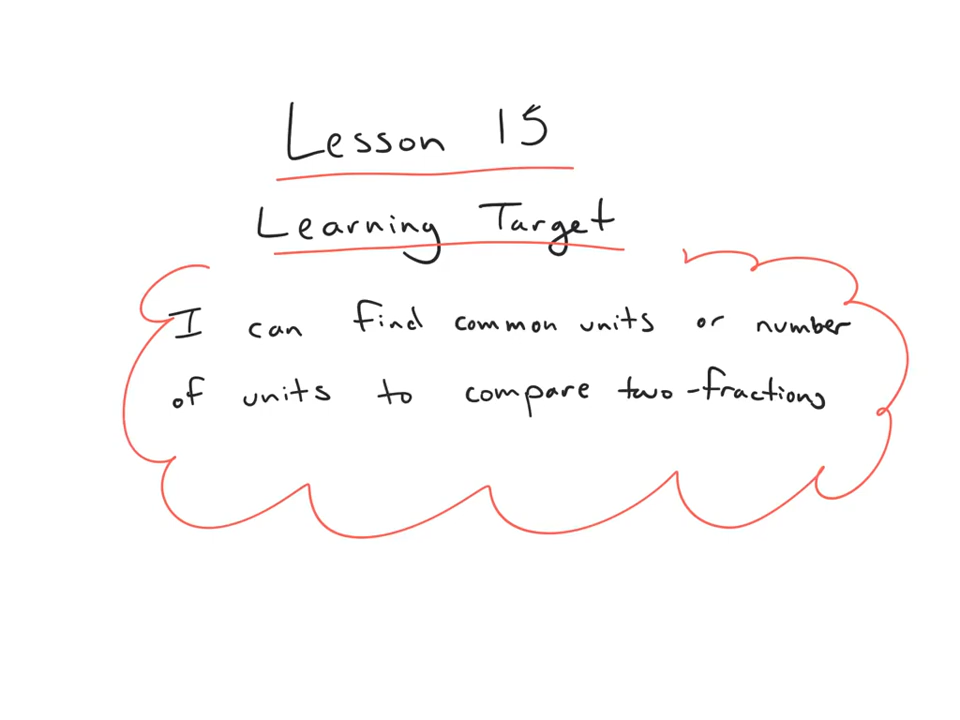 Lesson 15
Learning Target
I can find common units or number
of units to compare two fractions